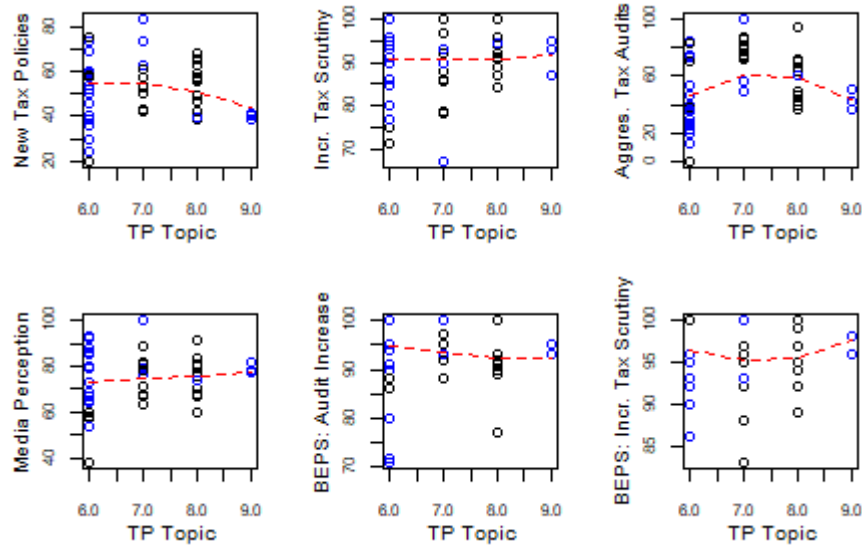 New Tax Policies
20 40 60 80
6.0 7.0 8.0 9.0
TP Topic
Incr. Tax Scrutiny
70 80 90 100
6.0 7.0 8.0 9.0
TP Topic
Aggres. Tax Audits
0 20 60 100
6.0 7.0 8.0 9.0
TP Topic
Media Perception
40 60 80 100
6.0 7.0 8.0 9.0
TP Topic
BEPS: Audit Increase
70 80 90 100
6.0 7.0 8.0 9.0
TP Topic
BEPS: Incr. Tax Scrutiny
85 90 95 100
6.0 7.0 8.0 9.0
TP Topic